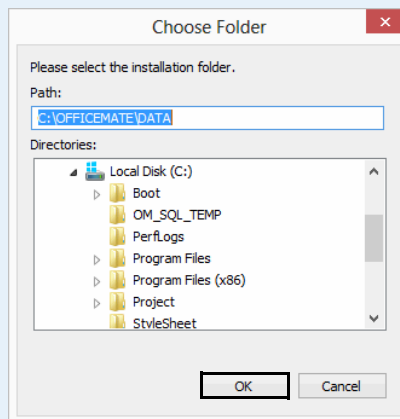 Choose Folder
Please select the installation folder.
Path:
C:\OFFICEMATE\DATA
Directories:
Local Disk (C:)
Boot
OM_SQL_TEMP
PerfLogs
Program Files
Program Files (x86)
Project
StyleSheet
OK Cancel